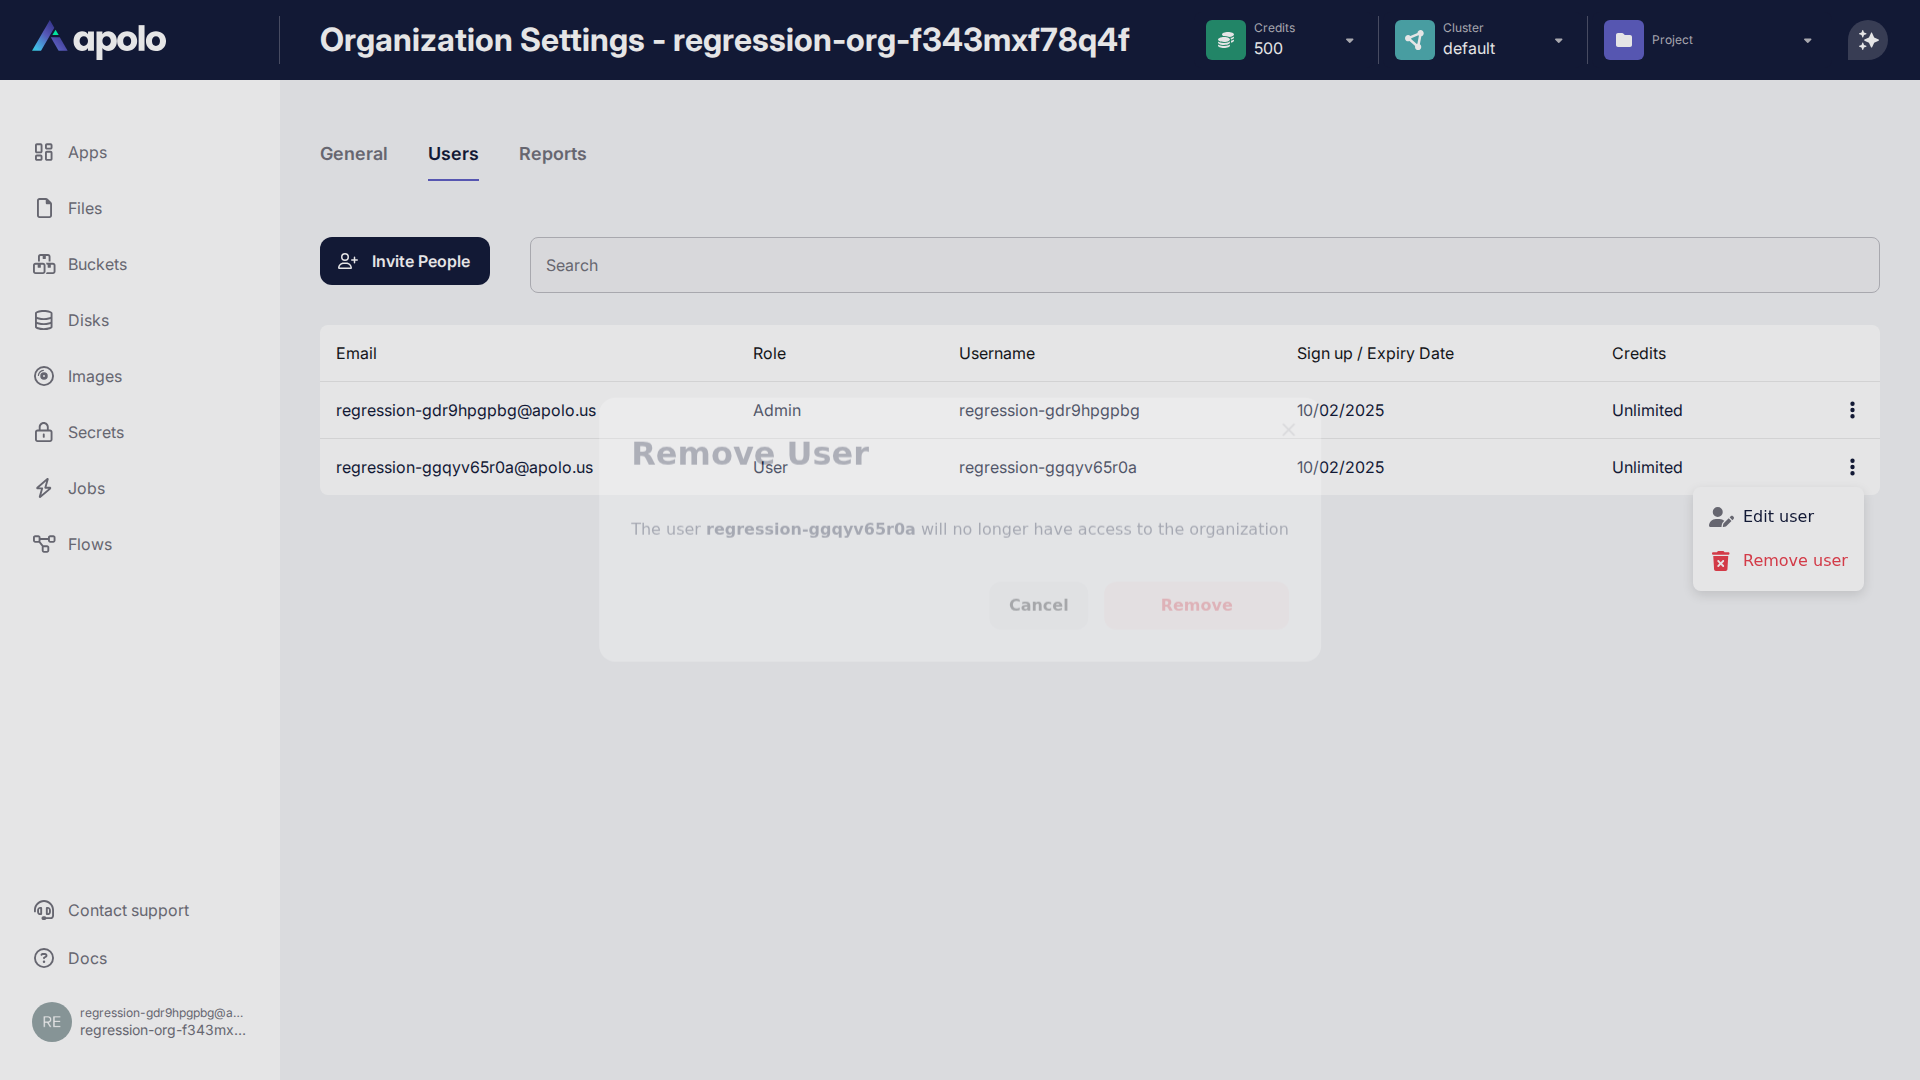 apolo
Organization Settings - regression-org-f343mxf78q4f
Credits
500
Cluster
default
Project
Apps
Files
Buckets
Disks
Images
Secrets
Jobs
Flows
General Users Reports
Invite People
Search
Email Role Username Sign up / Expiry Date Credits
regression-gdr9hpgpbg@apolo.us Admin regression-gdr9hpgpbg 10/02/2025 Unlimited
regression-ggqyv65r0a@apolo.us User regression-ggqyv65r0a 10/02/2025 Unlimited
Remove User
The user regression-ggqyv65r0a will no longer have access to the organization
Cancel Remove
Edit user
Remove user
Contact support
Docs
RE
regression-gdr9hpgpbg@a...
regression-org-f343mx...